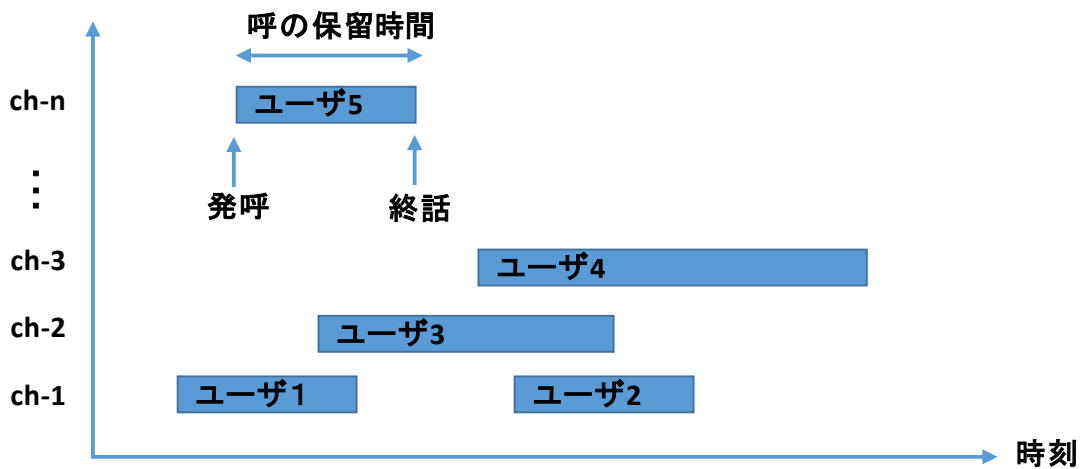 呼の保留時間
ch-n
ユーザ5
⋮
発呼
終話
ch-3
ユーザ4
ch-2
ユーザ3
ch-1
ユーザ１
ユーザ2
時刻